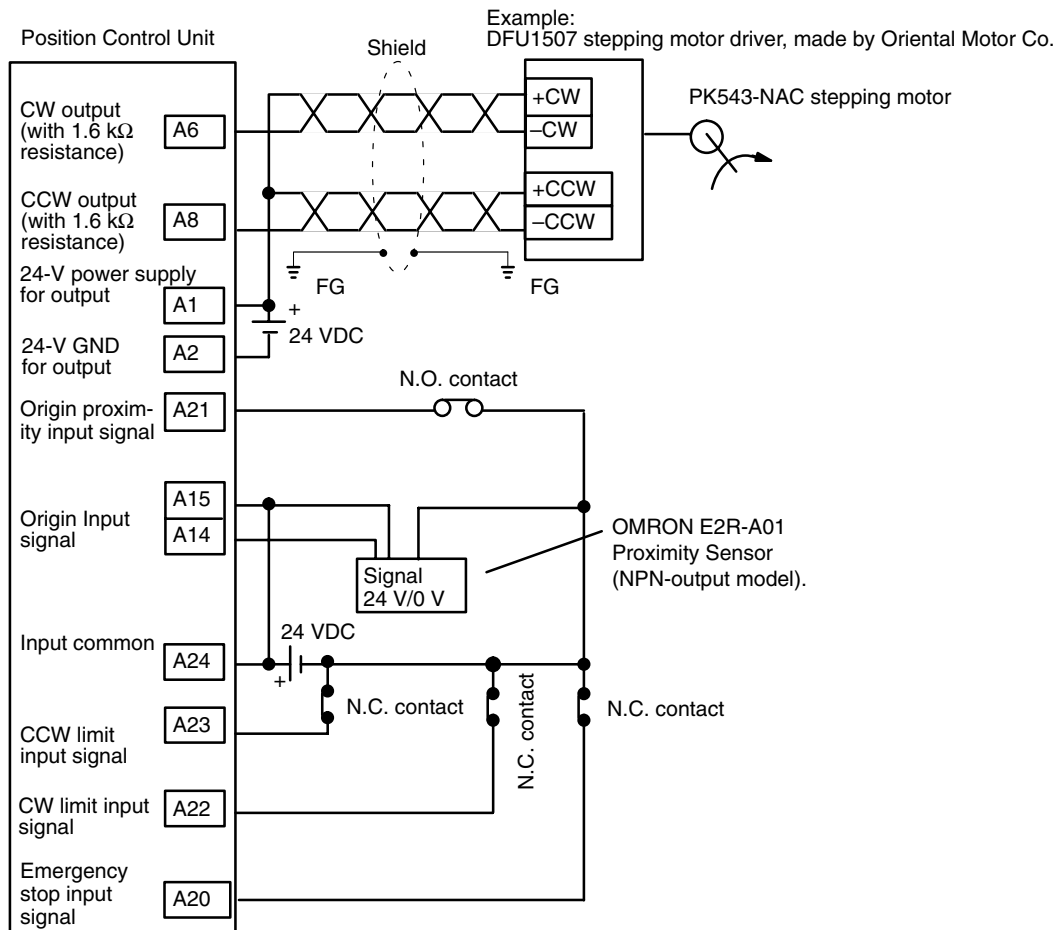 Example:
DFU1507 stepping motor driver, made by Oriental Motor Co.
Position Control Unit
Shield
CW output
(with 1.6 kΩ
resistance)
A6
+CW
–CW
PK543-NAC stepping motor
CCW output
(with 1.6 kΩ
resistance)
A8
+CCW
–CCW
24-V power supply
for output
A1
FG
FG
+
24 VDC
24-V GND
for output
A2
N.O. contact
Origin proxim-
ity input signal
A21
A15
Origin Input
signal
A14
Signal
24 V/0 V
OMRON E2R-A01
Proximity Sensor
(NPN-output model).
Input common
A24
24 VDC
+
CCW limit
input signal
A23
N.C. contact
N.C. contact
N.C. contact
CW limit input
signal
A22
Emergency
stop input
signal
A20